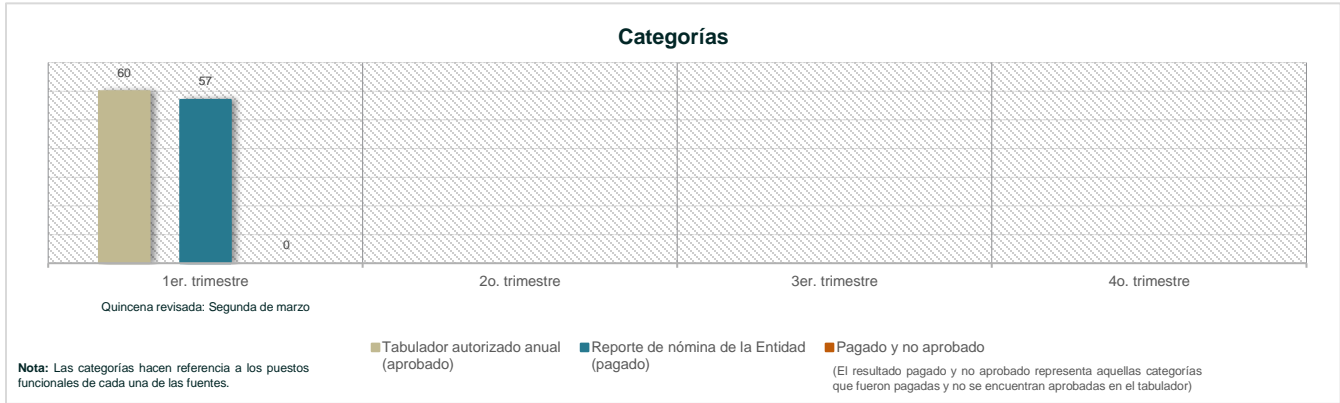 Categorías
60
57
0
1er. trimestre
2o. trimestre
3er. trimestre
4o. trimestre
Quincena revisada: Segunda de marzo
Tabulador autorizado anual
(aprobado)
Reporte de nómina de la Entidad
(pagado)
Pagado y no aprobado
(El resultado pagado y no aprobado representa aquellas categorías
que fueron pagadas y no se encuentran aprobadas en el tabulador)
Nota: Las categorías hacen referencia a los puestos
funcionales de cada una de las fuentes.